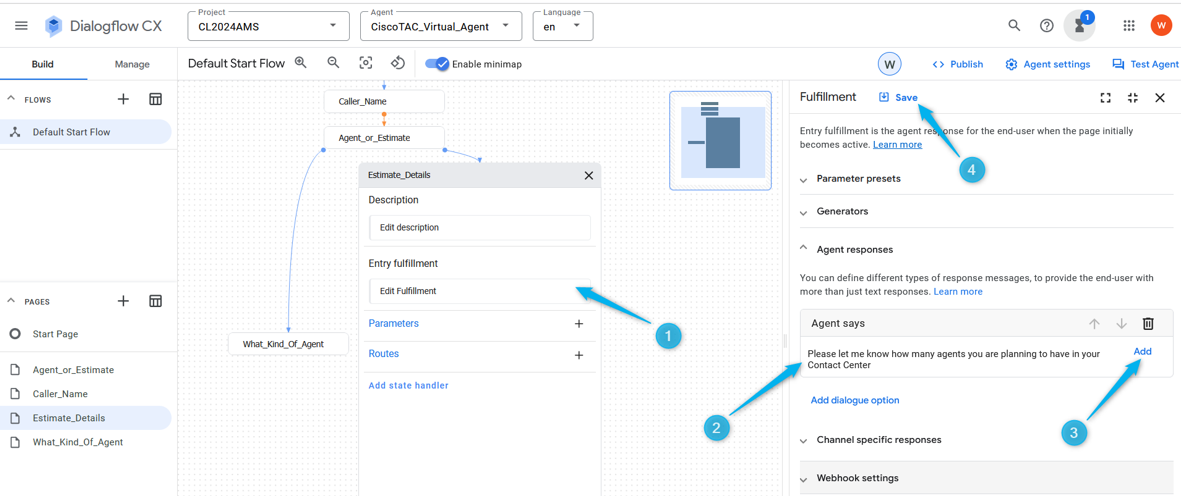 Dialogflow CX
Project
CL2024AMS
Agent
CiscoTAC_Virtual_Agent
Language
en
1
W
Build
Manage
Default Start Flow
Enable minimap
W
Publish
Agent settings
Test Agent
FLOWS
Default Start Flow
PAGES
Start Page
Agent_or_Estimate
Caller_Name
Estimate_Details
What_Kind_Of_Agent
Caller_Name
Agent_or_Estimate
What_Kind_Of_Agent
Estimate_Details
Description
Edit description
Entry fulfillment
Edit Fulfillment
Parameters
Routes
Add state handler
1
Fulfillment
Save
Entry fulfillment is the agent response for the end-user when the page initially
becomes active. Learn more
4
Parameter presets
Generators
Agent responses
You can define different types of response messages, to provide the end-user with
more than just text responses. Learn more
Agent says
Please let me know how many agents you are planning to have in your
Contact Center
Add
2
3
Add dialogue option
Channel specific responses
Webhook settings